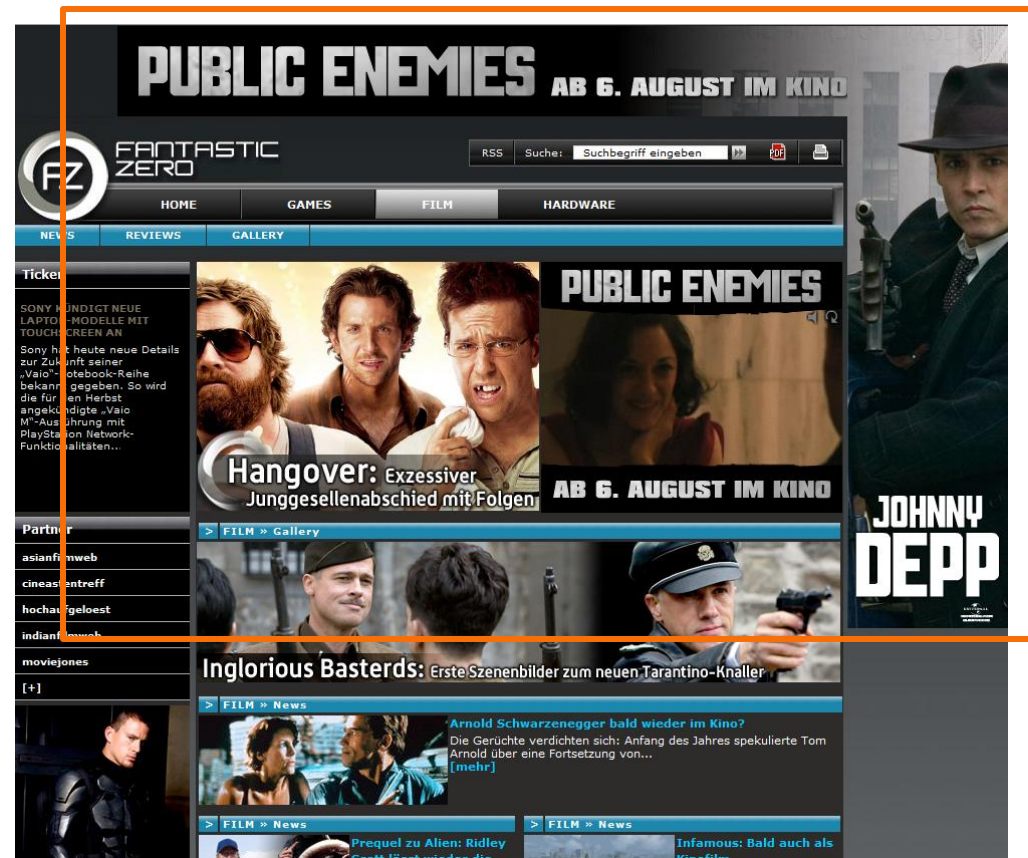 PUBLIC ENEMIES AB 6. AUGUST IM KINO
FZ
FANTASTIC
ZERO
RSS Suche: Suchbegriff eingeben PDF
HOME GAMES FILM HARDWARE
NEWS REVIEWS GALLERY
Ticker
SONY KÜNDIGT NEUE
LAPTOP-MODELLE MIT
TOUCHSCREEN AN
Sony hat heute neue Details
zur Zukunft seiner
„Vaio"-Notebook-Reihe
bekannt gegeben. So wird
die für den Herbst
angekündigte „Vaio
M"-Ausführung mit
PlayStation Network-
Funktionalitäten...
Hangover: Exzessiver
Junggesellenabschied mit Folgen
PUBLIC ENEMIES
AB 6. AUGUST IM KINO
JOHNNY
DEPP
Partner
asianfilmweb
cineastentreff
hochaufgeloest
indianfilmweb
moviejones
[+]
> FILM » Gallery
Inglorious Basterds: Erste Szenenbilder zum neuen Tarantino-Knaller
> FILM » News
Arnold Schwarzenegger bald wieder im Kino?
Die Gerüchte verdichten sich: Anfang des Jahres spekulierte Tom
Arnold über eine Fortsetzung von...
[mehr]
> FILM » News
Prequel zu Alien: Ridley
> FILM » News
Infamous: Bald auch als